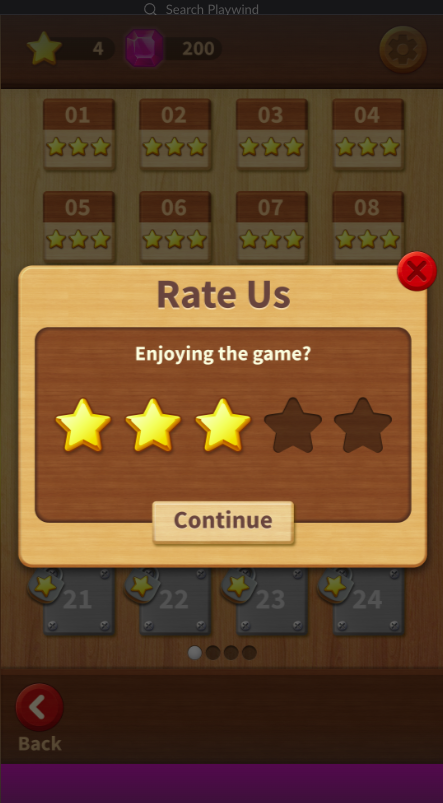 Search Playwind
4 200
01 02 03 04
05 06 07 08
Rate Us
Enjoying the game?
Continue
21 22 23 24
Back